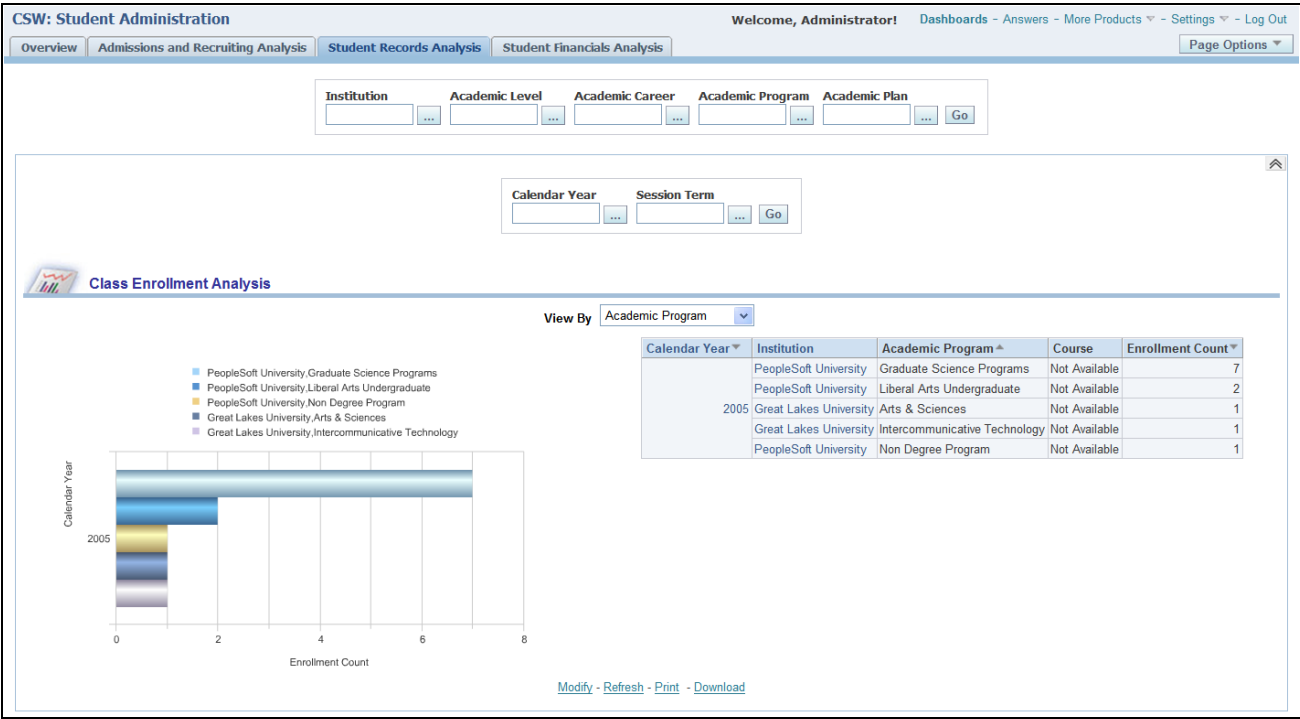 CSW: Student Administration Welcome, Administrator! Dashboards - Answers - More Products - Settings - Log Out
Overview Admissions and Recruiting Analysis Student Records Analysis Student Financials Analysis Page Options
Institution Academic Level Academic Career Academic Program Academic Plan
... ... ... ... ... Go
Calendar Year Session Term
... ... Go
Class Enrollment Analysis
View By Academic Program
PeopleSoft University,Graduate Science Programs
PeopleSoft University,Liberal Arts Undergraduate
PeopleSoft University,Non Degree Program
Great Lakes University,Arts & Sciences
Great Lakes University,Intercommunicative Technology
Calendar Year
2005
0 2 4 6 8
Enrollment Count
Calendar Year Institution Academic Program Course Enrollment Count
PeopleSoft University Graduate Science Programs Not Available 7
PeopleSoft University Liberal Arts Undergraduate Not Available 2
2005 Great Lakes University Arts & Sciences Not Available 1
Great Lakes University Intercommunicative Technology Not Available 1
PeopleSoft University Non Degree Program Not Available 1
Modify - Refresh - Print - Download